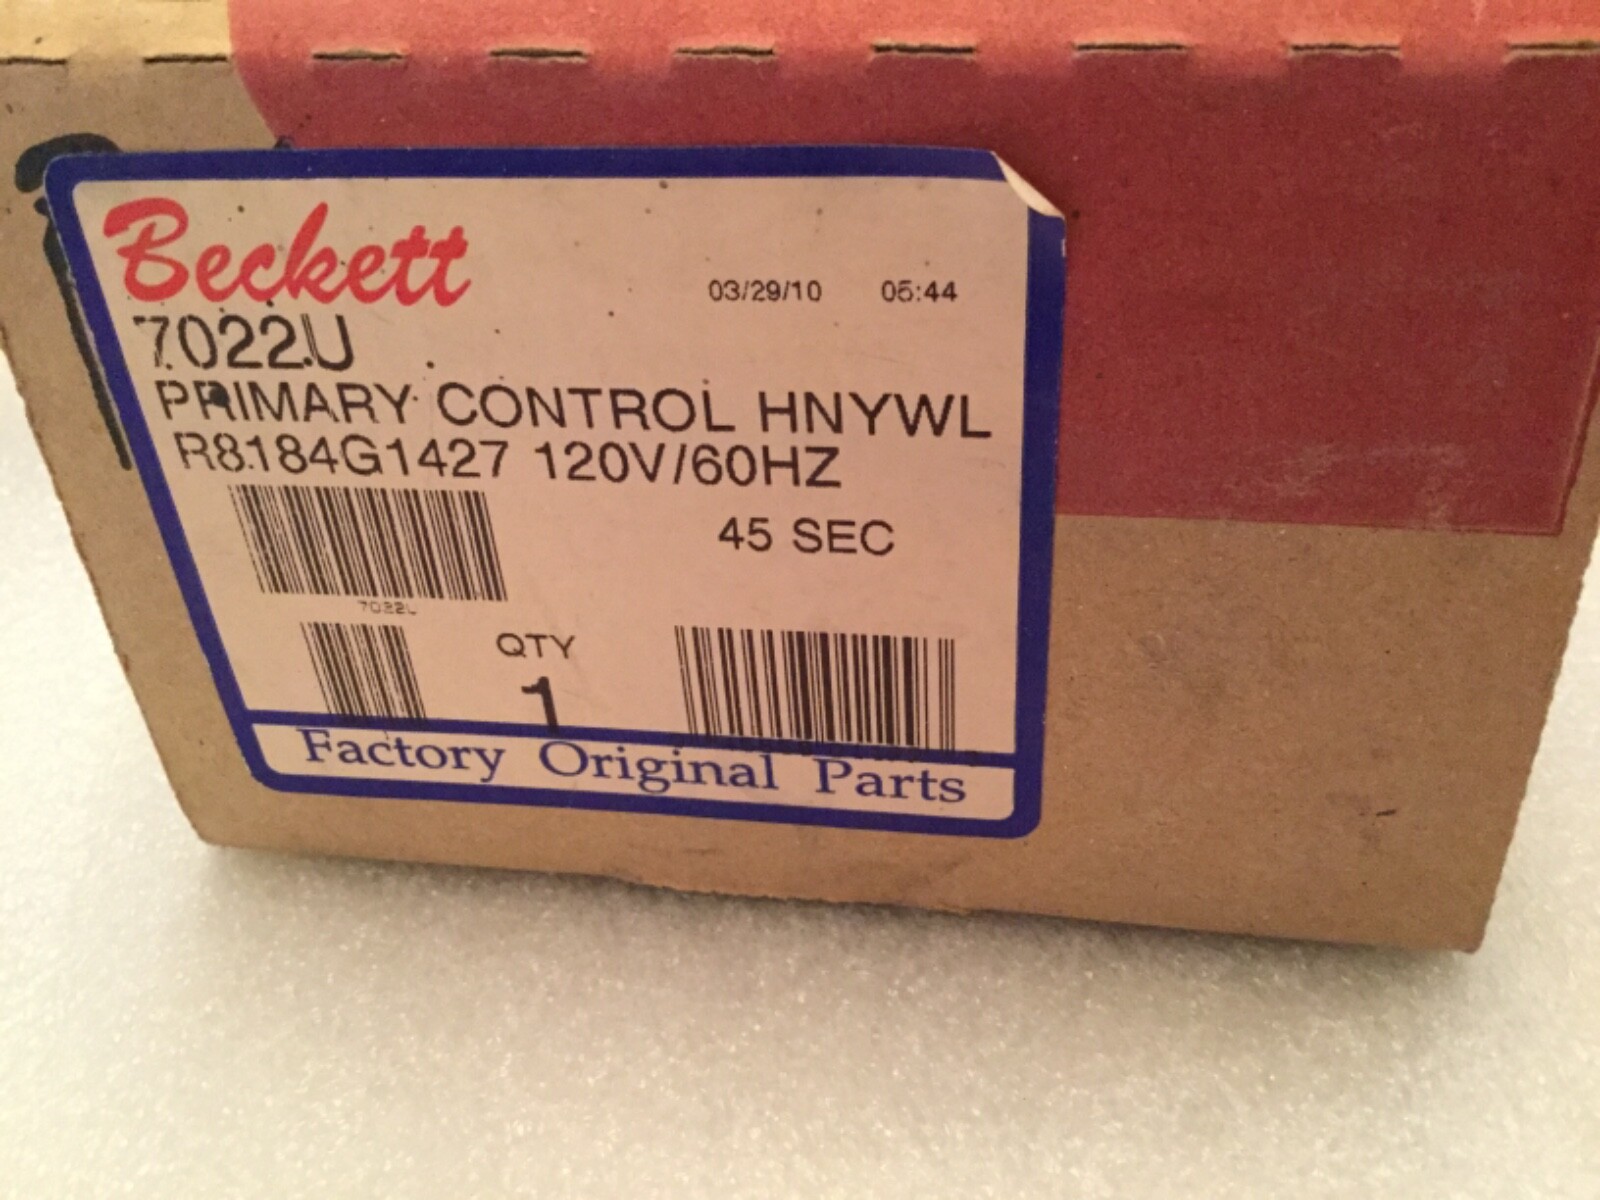 Beckett
03/29/10 05:44
7022U
PRIMARY CONTROL HNYWL
R8184G1427 120V/60HZ
45 SEC
7022U
QTY
1
Factory Original Parts